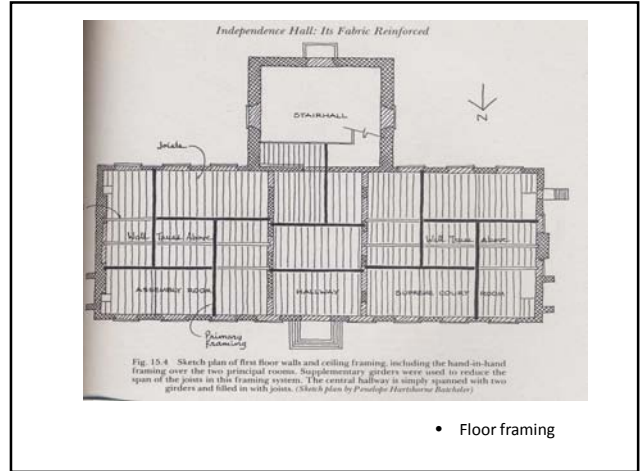 Independence Hall: Its Fabric Reinforced
STAIRHALL
N
Joists
Wall Truss Above
Wall Truss Above
ASSEMBLY ROOM
HALLWAY
SUPREME COURT ROOM
Primary
Framing
Fig. 15.4 Sketch plan of first floor walls and ceiling framing, including the hand-in-hand
framing over the two principal rooms. Supplementary girders were used to reduce the
span of the joists in this framing system. The central hallway is simply spanned with two
girders and filled in with joists. (Sketch plan by Penelope Hartshorne Batcheler)
• Floor framing